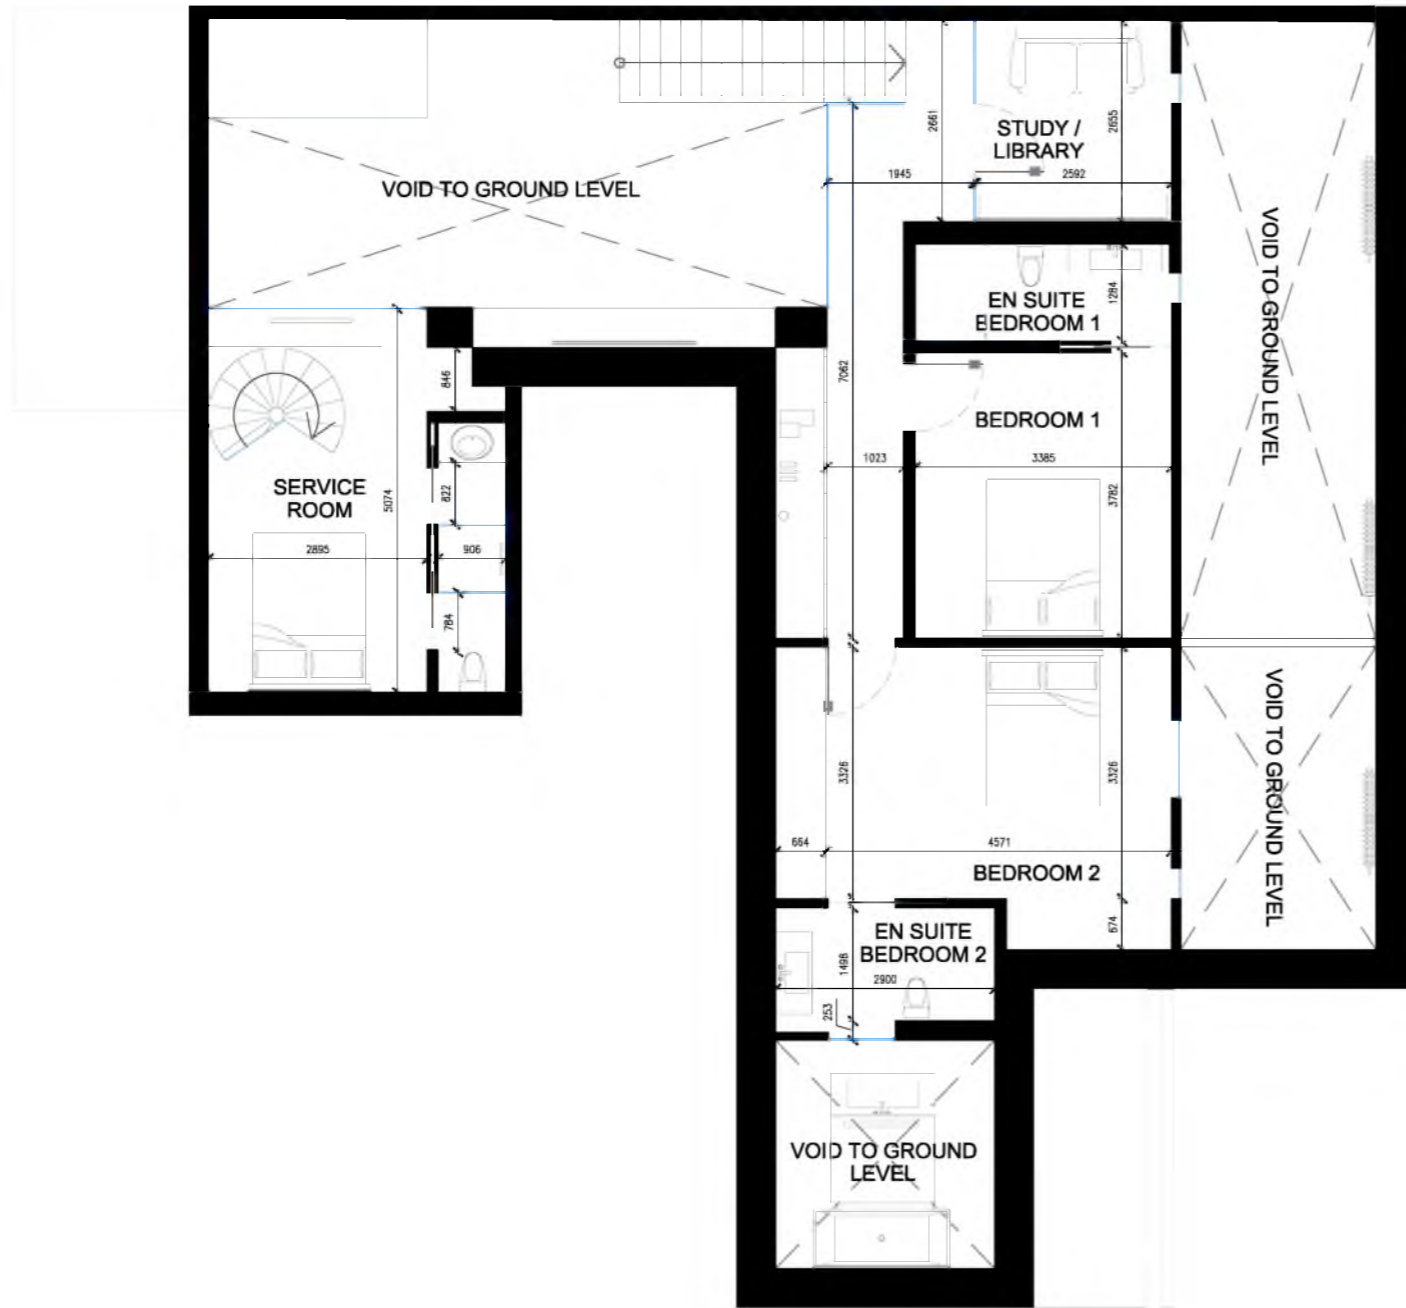 2661
2655
STUDY /
LIBRARY
VOID TO GROUND LEVEL
1945
2592
VOID TO GROUND LEVEL
1284
EN SUITE
BEDROOM 1
846
7062
BEDROOM 1
1023
3385
3782
SERVICE
ROOM
822
5074
2895
906
784
VOID TO GROUND LEVEL
3326
3326
664
4571
BEDROOM 2
674
EN SUITE
BEDROOM 2
1498
2900
253
VOID TO GROUND
LEVEL